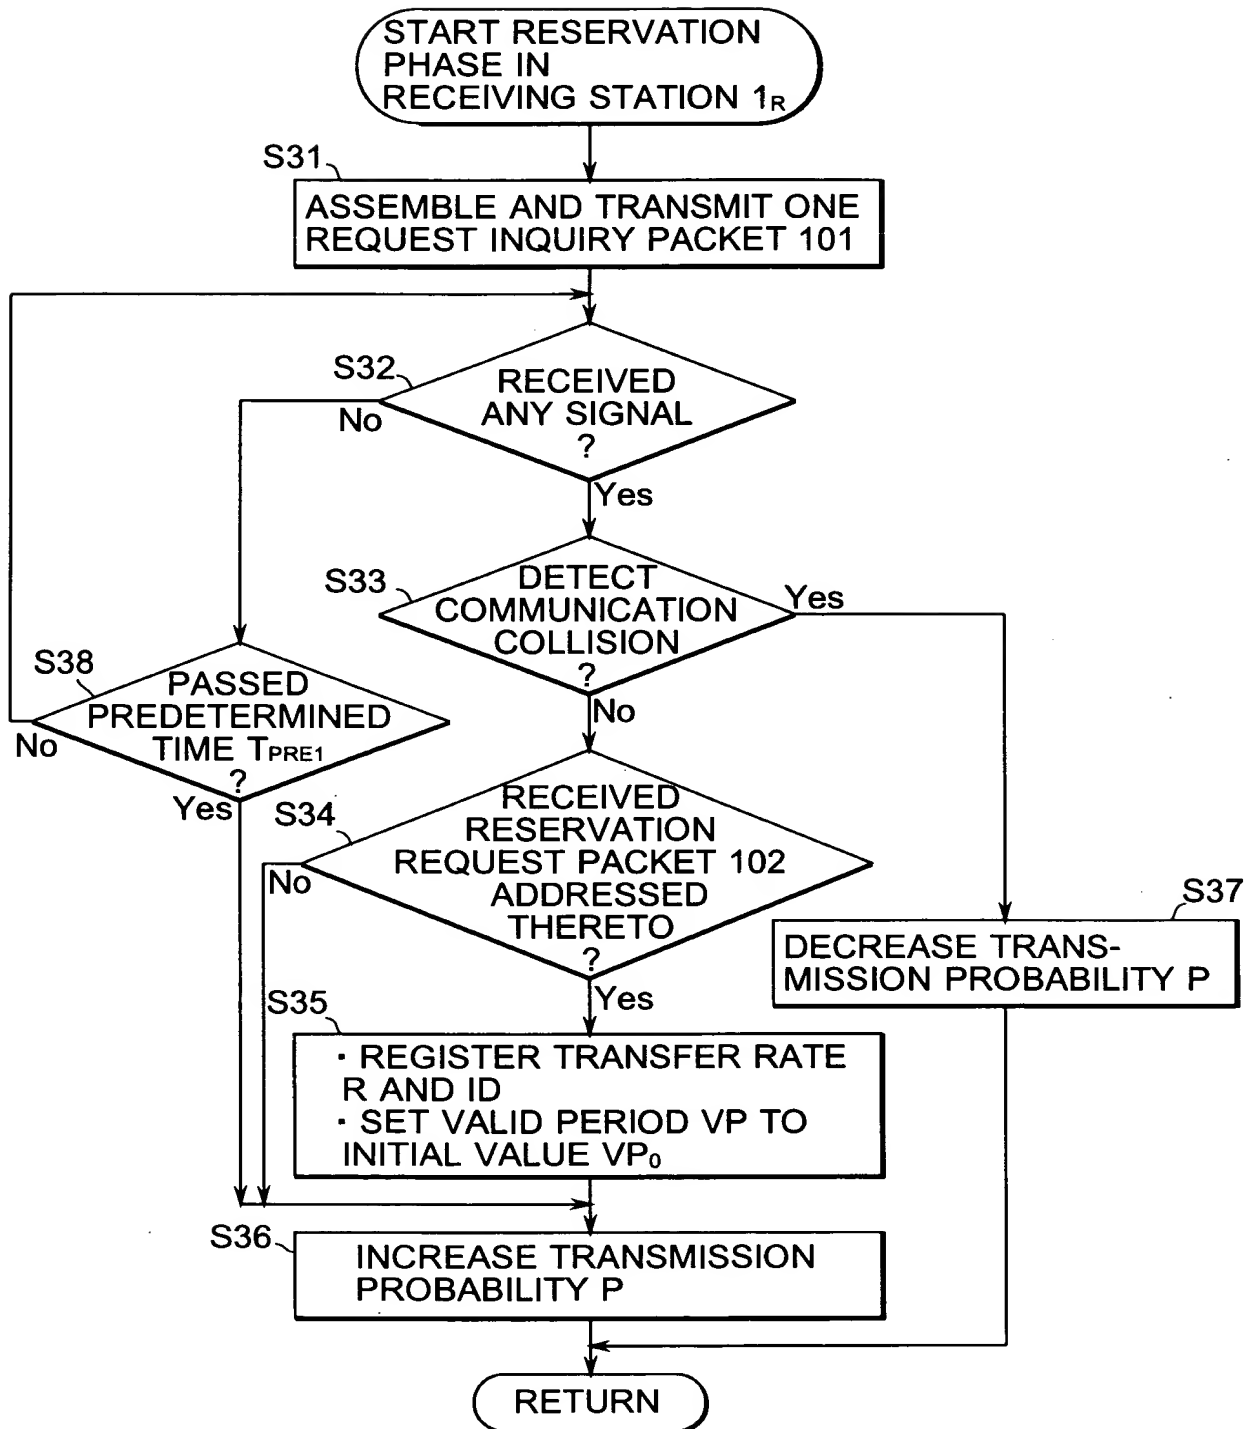 START RESERVATION
PHASE IN
RECEIVING STATION 1R
S31
ASSEMBLE AND TRANSMIT ONE
REQUEST INQUIRY PACKET 101
S32
RECEIVED
ANY SIGNAL
?
No
Yes
S33
DETECT
COMMUNICATION
COLLISION
?
Yes
No
S38
PASSED
PREDETERMINED
TIME TPRE1
?
No
Yes
S34
RECEIVED
RESERVATION
REQUEST PACKET 102
ADDRESSED
THERETO
?
No
Yes
S37
DECREASE TRANS-
MISSION PROBABILITY P
S35
· REGISTER TRANSFER RATE
R AND ID
· SET VALID PERIOD VP TO
INITIAL VALUE VP0
S36
INCREASE TRANSMISSION
PROBABILITY P
RETURN